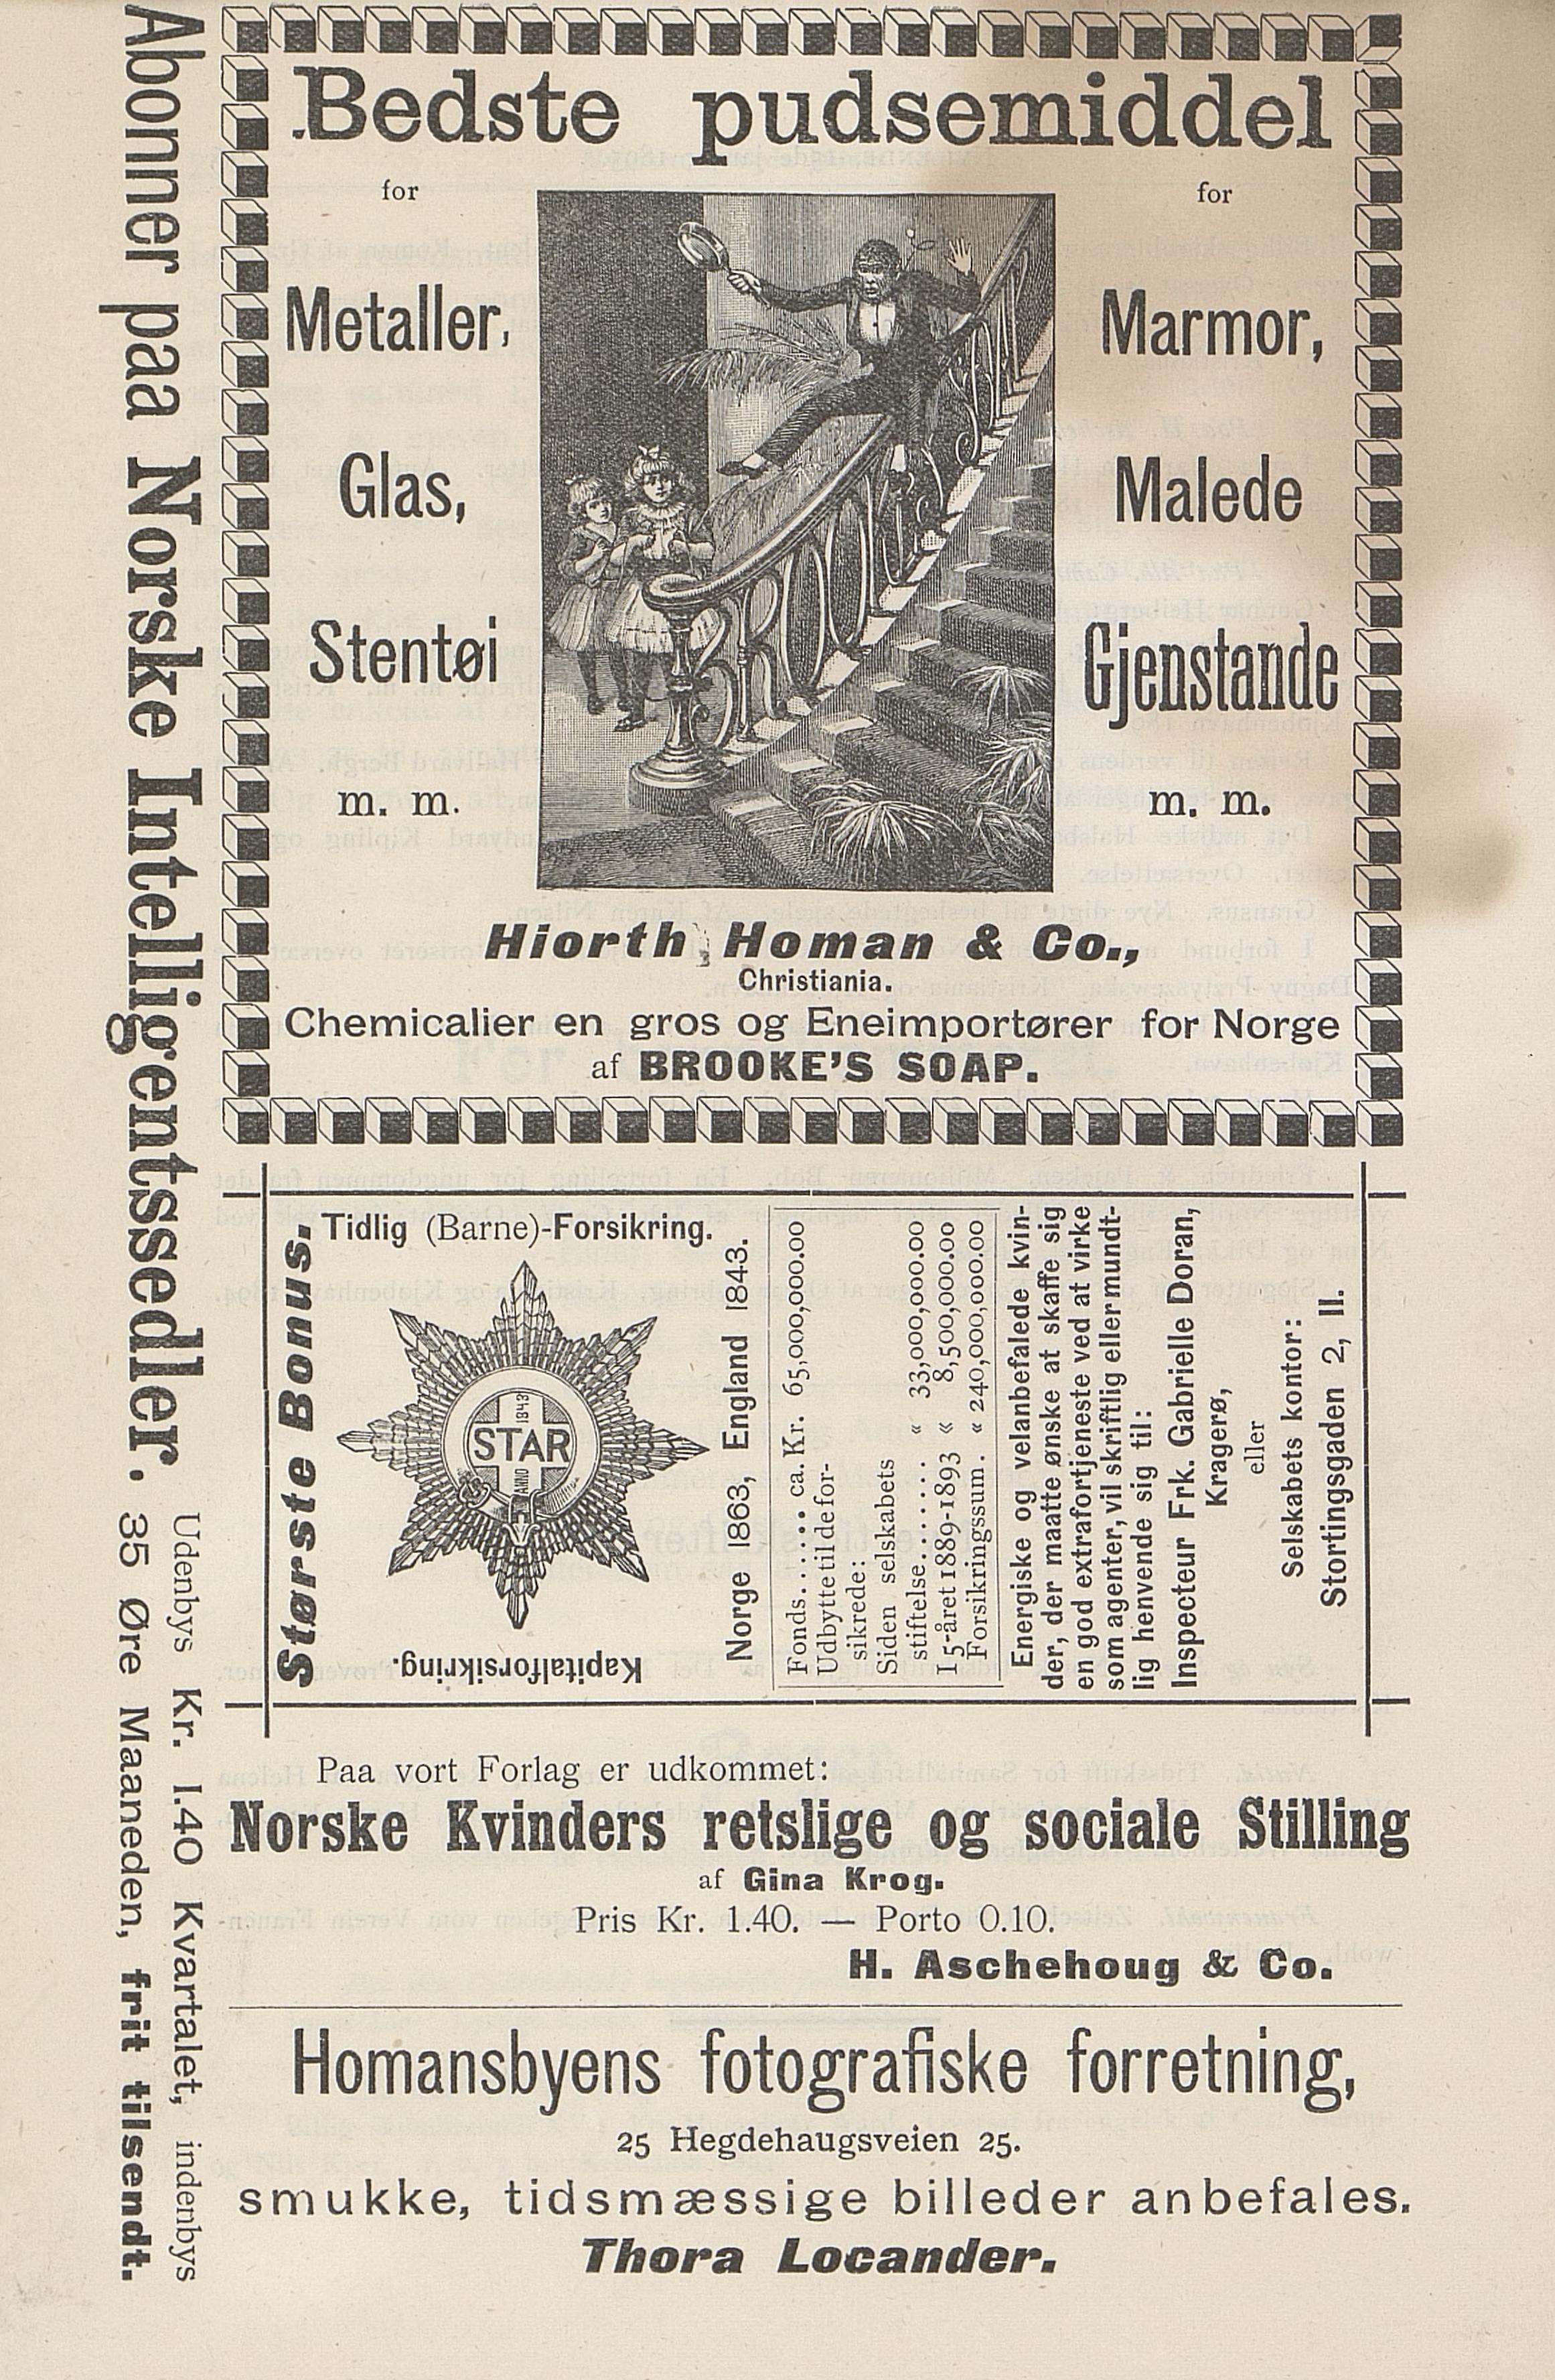 Abonner paa Norske Intelligentssedler.
Udenbys Kr. 1.40 Kvartalet, indenbys
35 Øre Maaneden, frit tilsendt.
Bedste pudsemiddel
for
Metaller,
Glas,
Stentøi
m. m.
for
Marmor,
Malede
Gjenstande
m. m.
Hiorth, Homan & Co.,
Christiania.
Chemicalier en gros og Eneimportører for Norge
af BROOKE'S SOAP.
Største Bonus.
Tidlig (Barne)-Forsikring.
STAR
ANNO 1843
Kapitalforsikring.
Norge 1863, England 1843.
Fonds...... ca. Kr. 65,000,000.00
Udbytte til de for-
sikrede:
Siden selskabets
stiftelse........ « 33,000,000.00
I 5-året 1889-1893 « 8,500,000.00
Forsikringssum. « 240,000,000.00
Energiske og velanbefalede kvin-
der, der maatte ønske at skaffe sig
en god extrafortjeneste ved at virke
som agenter, vil skriftlig eller mundt-
lig henvende sig til:
Inspecteur Frk. Gabrielle Doran,
Kragerø,
eller
Selskabets kontor:
Stortingsgaden 2, II.
Paa vort Forlag er udkommet:
Norske Kvinders retslige og sociale Stilling
af Gina Krog.
Pris Kr. 1.40. — Porto 0.10.
H. Aschehoug & Co.
Homansbyens fotografiske forretning,
25 Hegdehaugsveien 25.
smukke, tidsmæssige billeder anbefales.
Thora Locander.